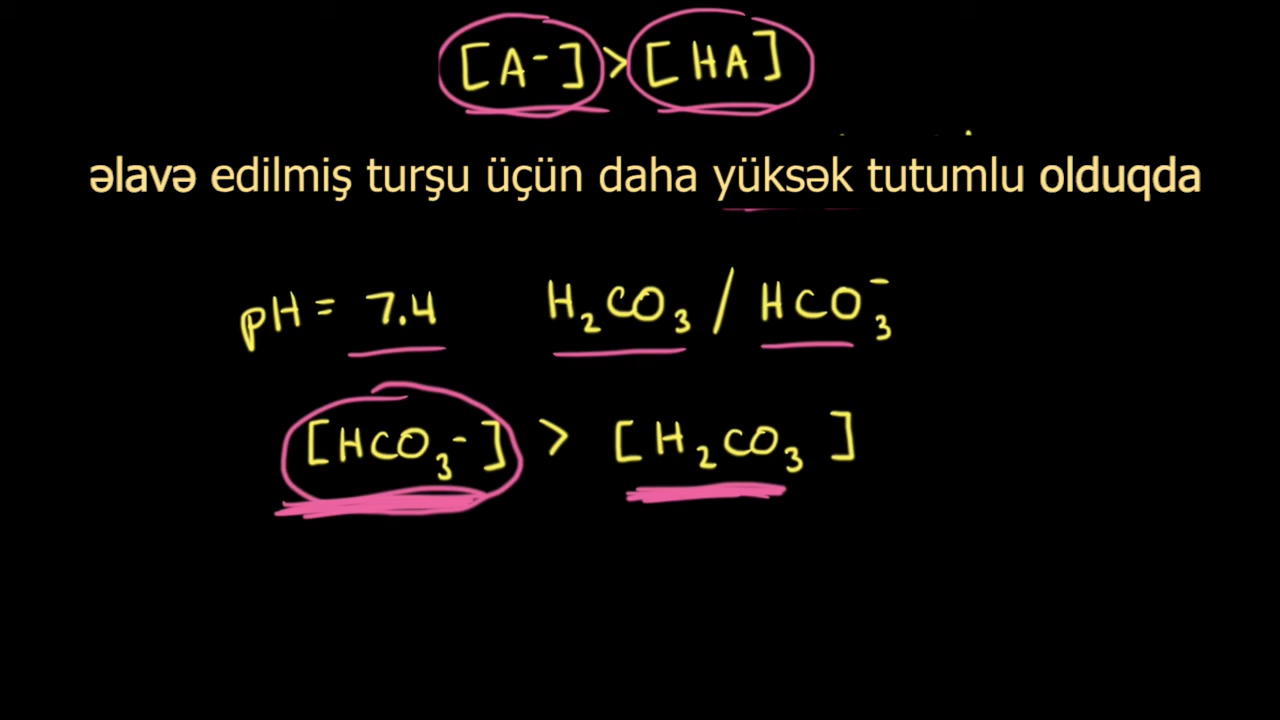 [A⁻] > [HA]
əlavə edilmiş turşu üçün daha yüksək tutumlu olduqda
pH = 7.4 H₂CO₃ / HCO₃⁻
[HCO₃⁻] > [H₂CO₃]